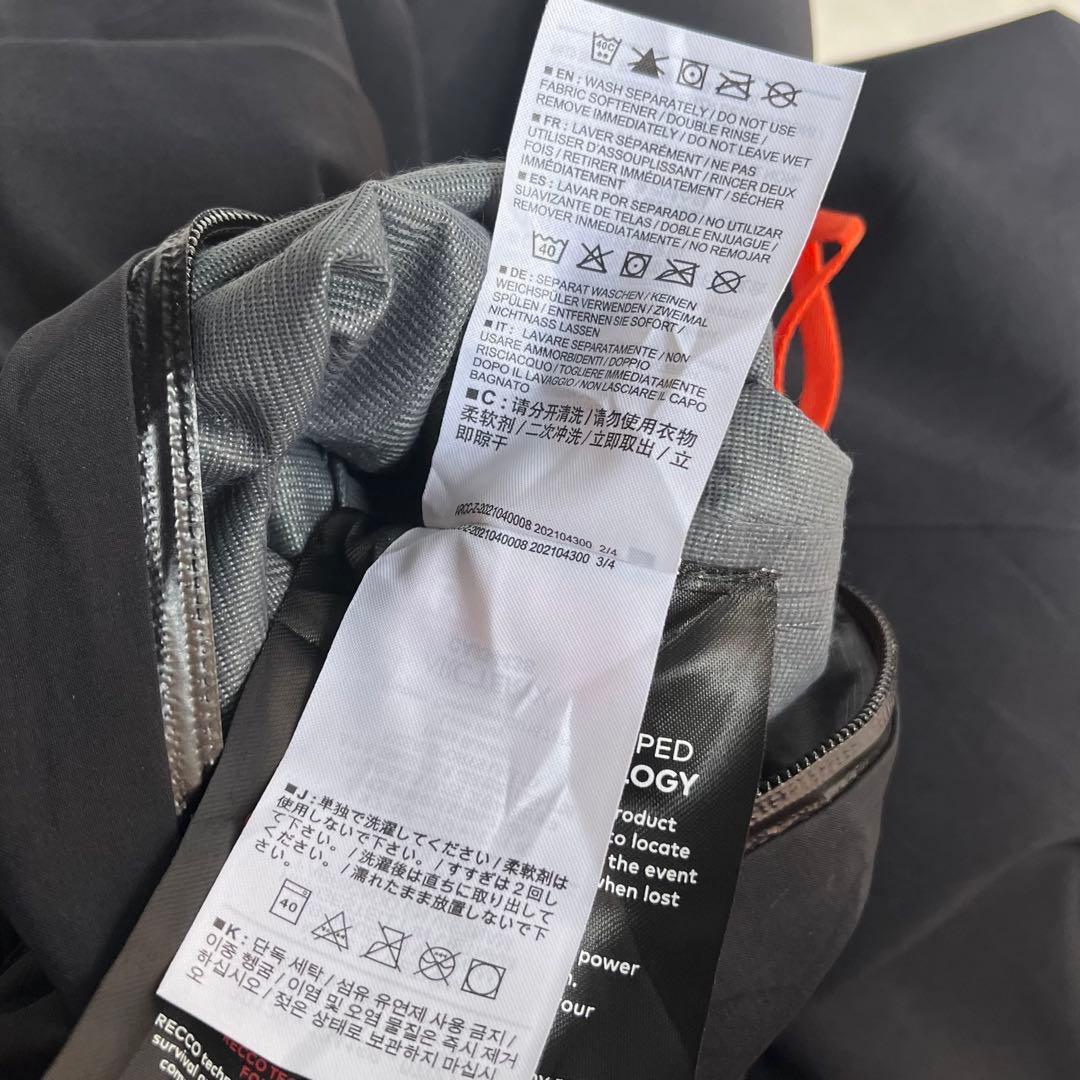 40C
■EN : WASH SEPARATELY / DO NOT USE
FABRIC SOFTENER / DOUBLE RINSE /
REMOVE IMMEDIATELY / DO NOT LEAVE WET
■FR : LAVER SÉPARÉMENT / NE PAS
UTILISER D'ASSOUPLISSANT / RINCER DEUX
FOIS / RETIRER IMMÉDIATEMENT / SÉCHER
IMMÉDIATEMENT
■ES : LAVAR POR SEPARADO / NO UTILIZAR
SUAVIZANTE DE TELAS / DOBLE ENJUAGUE /
REMOVER INMEDIATAMENTE / NO REMOJAR
40
■DE : SEPARAT WASCHEN / KEINEN
WEICHSPÜLER VERWENDEN / ZWEIMAL
SPÜLEN / ENTFERNEN SIE SOFORT /
NICHTNASS LASSEN
■IT : LAVARE SEPARATAMENTE / NON
USARE AMMORBIDENTI / DOPPIO
RISCIACQUO / TOGLIERE IMMEDIATAMENTE
DOPO IL LAVAGGIO / NON LASCIARE IL CAPO
BAGNATO
■C : 请分开清洗 / 请勿使用衣物
柔软剂 / 二次冲洗 / 立即取出 / 立
即晾干
VRCC-Z-2021040008 202104300 2/4
-Z-2021040008 202104300 3/4
■J : 単独で洗濯してください / 柔軟剤は
使用しないで下さい。 / すすぎは2回し
て下さい。 / 洗濯後は直ちに取り出して
ください。 / 濡れたまま放置しないで下
さい。
40
■K : 단독 세탁 / 섬유 유연제 사용 금지 /
이중 헹굼 / 이염 및 오염 물질은 즉시 제거
하십시오 / 젖은 상태로 보관하지 마십시
오
PED
LOGY
roduct
to locate
the event
when lost
power
n.
our
RECCO techn
survival
com
RECCO TEC
FO